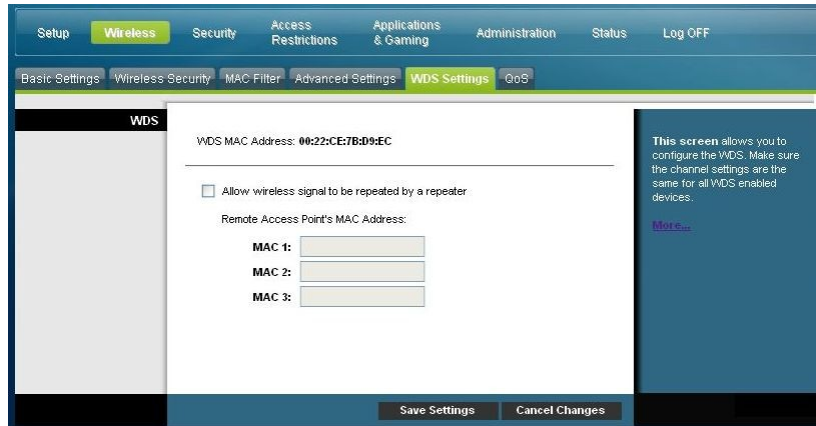 Setup Wireless Security Access Restrictions Applications & Gaming Administration Status Log OFF
Basic Settings Wireless Security MAC Filter Advanced Settings WDS Settings QoS
WDS
WDS MAC Address: 00:22:CE:7B:D9:EC
Allow wireless signal to be repeated by a repeater
Remote Access Point's MAC Address:
MAC 1:
MAC 2:
MAC 3:
This screen allows you to
configure the WDS. Make sure
the channel settings are the
same for all WDS enabled
devices.
More...
Save Settings Cancel Changes